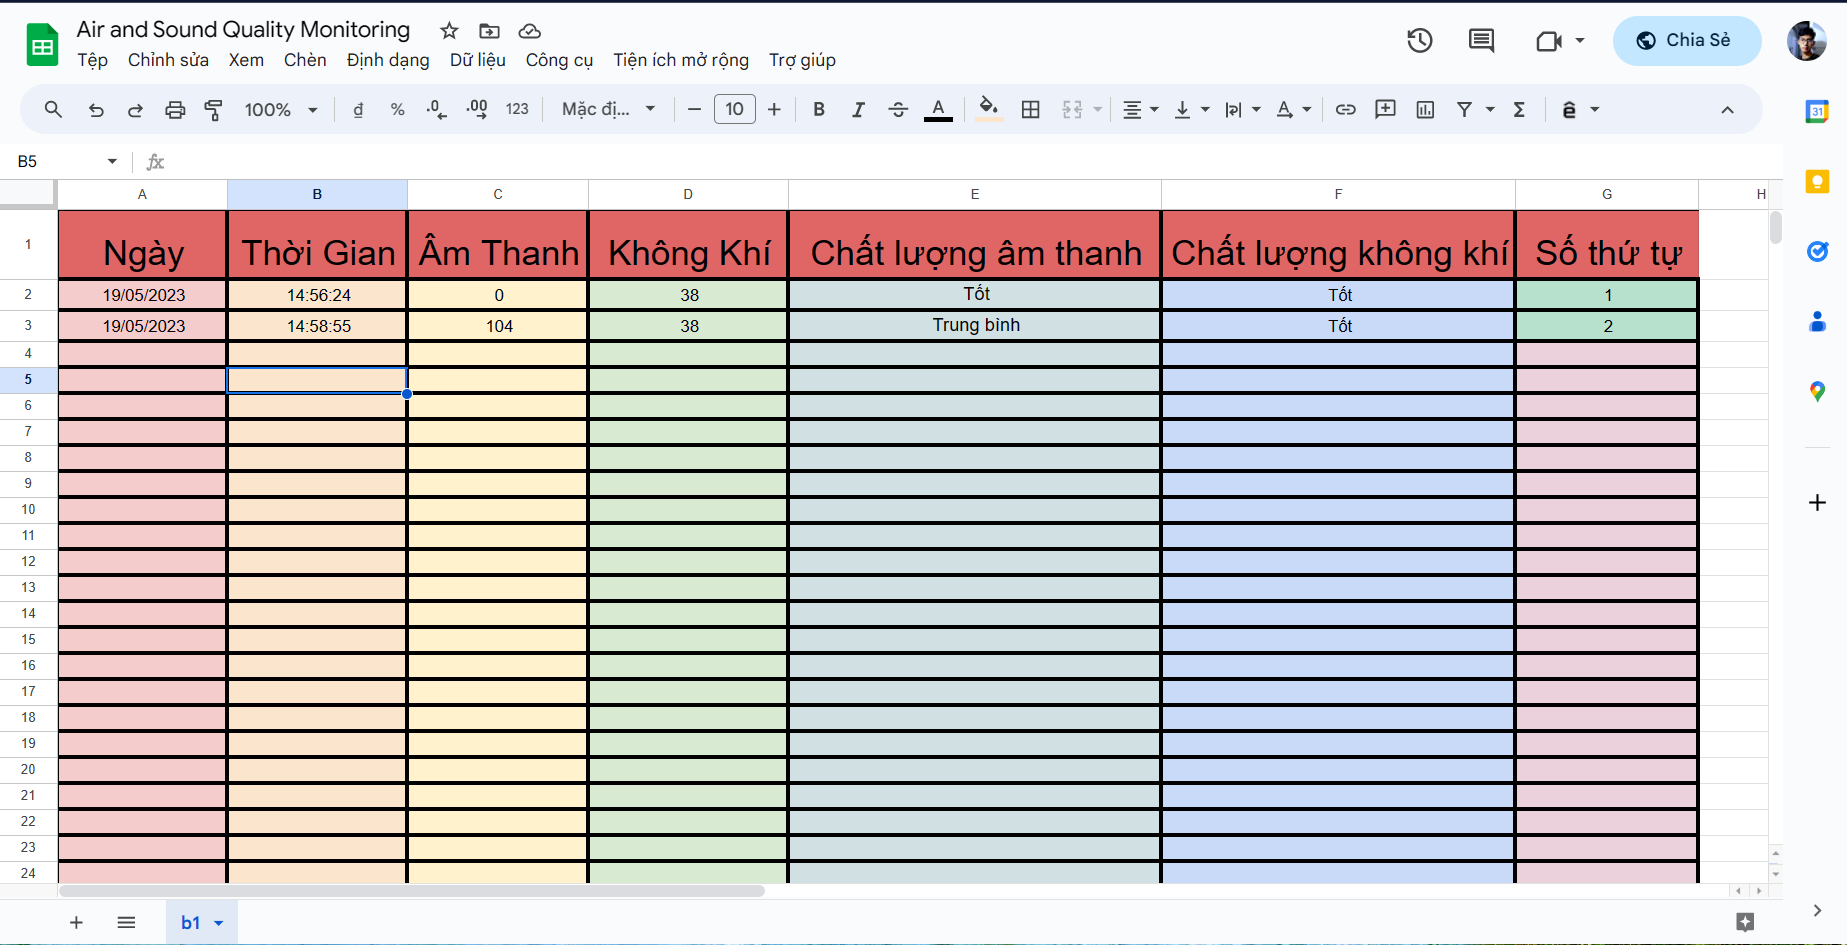 Air and Sound Quality Monitoring
Tệp Chỉnh sửa Xem Chèn Định dạng Dữ liệu Công cụ Tiện ích mở rộng Trợ giúp
Chia Sẻ
100% đ % .0 .00 123 Mặc đị... 10 B I A A Σ ê
31
B5 fx
A B C D E F G H
1 Ngày Thời Gian Âm Thanh Không Khí Chất lượng âm thanh Chất lượng không khí Số thứ tự
2 19/05/2023 14:56:24 0 38 Tốt Tốt 1
3 19/05/2023 14:58:55 104 38 Trung bình Tốt 2
4
5
6
7
8
9
10
11
12
13
14
15
16
17
18
19
20
21
22
23
24
b1